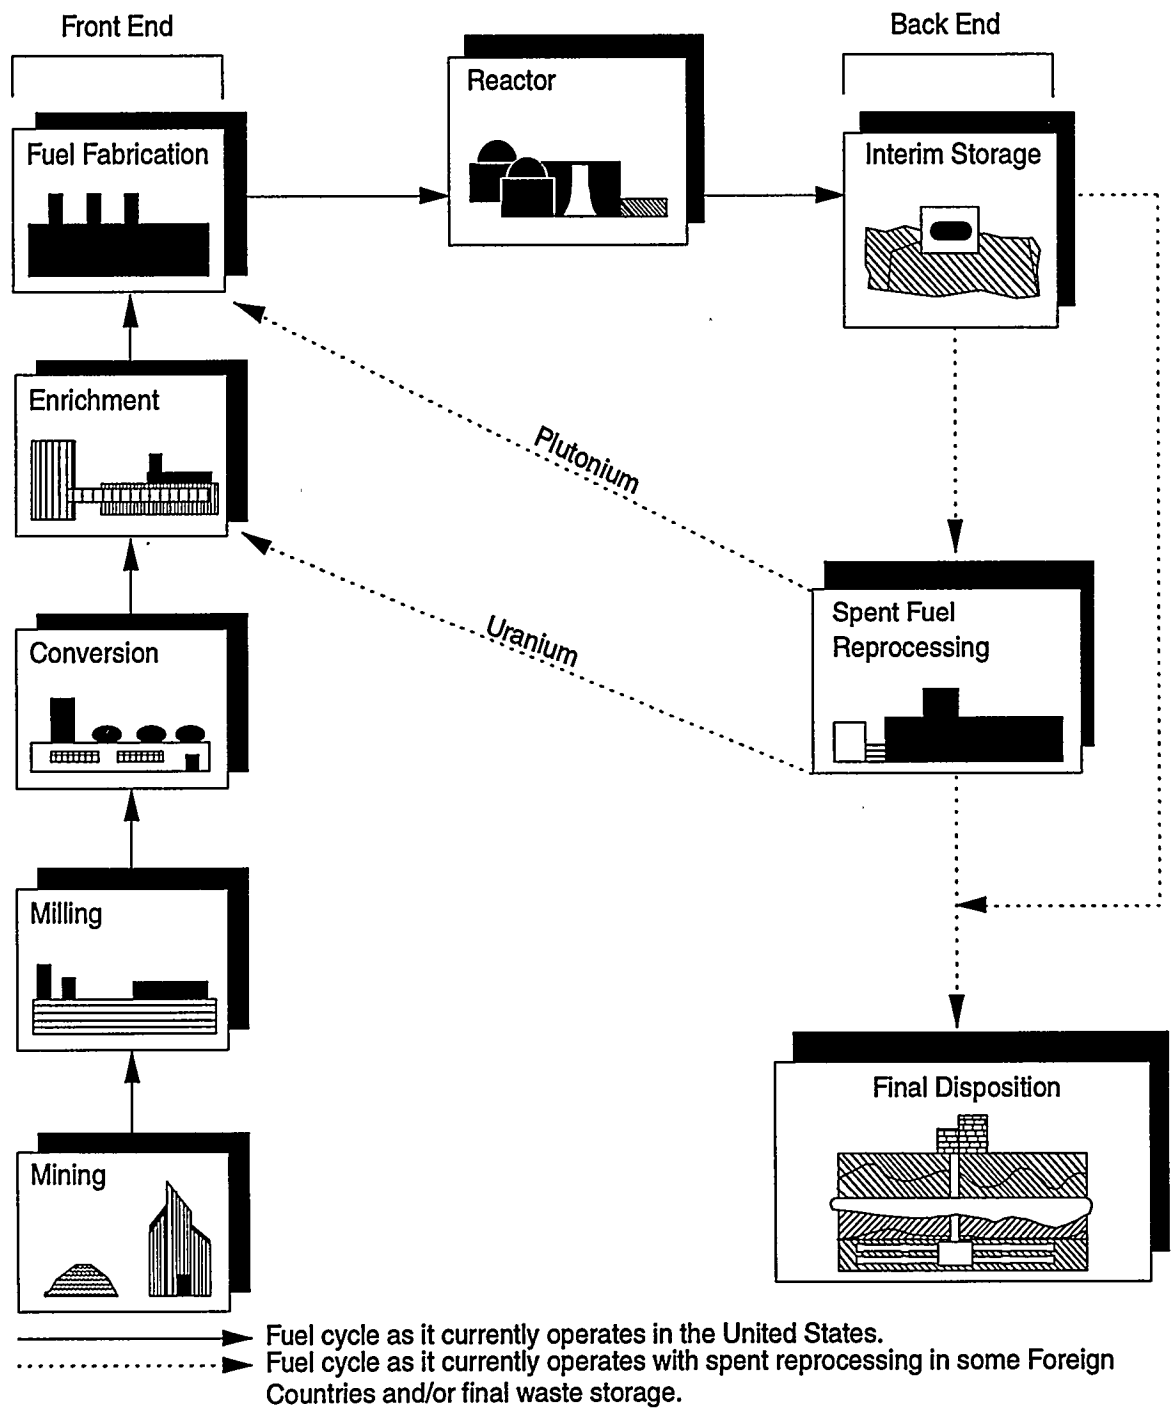 Front End
Back End
Reactor
Fuel Fabrication
Interim Storage
Enrichment
Plutonium
Spent Fuel
Reprocessing
Uranium
Conversion
Milling
Final Disposition
Mining
Fuel cycle as it currently operates in the United States.
Fuel cycle as it currently operates with spent reprocessing in some Foreign
Countries and/or final waste storage.